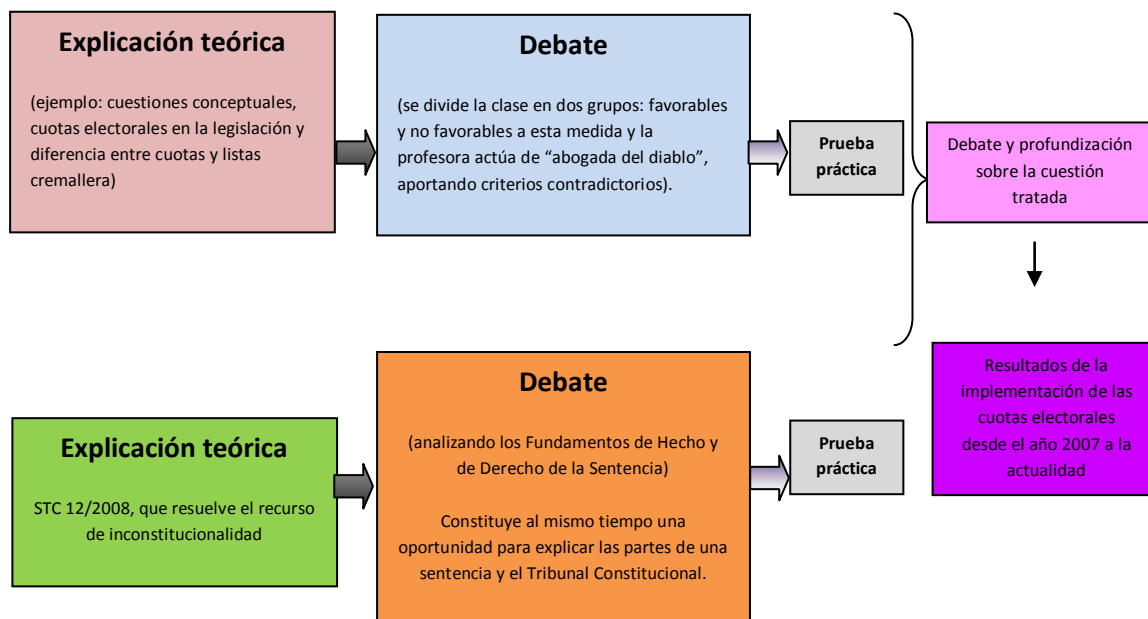 Explicación teórica
(ejemplo: cuestiones conceptuales,
cuotas electorales en la legislación y
diferencia entre cuotas y listas
cremallera)
Debate
(se divide la clase en dos grupos: favorables
y no favorables a esta medida y la
profesora actúa de “abogada del diablo”,
aportando criterios contradictorios).
Prueba
práctica
Debate y profundización
sobre la cuestión
tratada
Explicación teórica
STC 12/2008, que resuelve el recurso
de inconstitucionalidad
Debate
(analizando los Fundamentos de Hecho y
de Derecho de la Sentencia)
Constituye al mismo tiempo una
oportunidad para explicar las partes de una
sentencia y el Tribunal Constitucional.
Prueba
práctica
Resultados de la
implementación de las
cuotas electorales
desde el año 2007 a la
actualidad